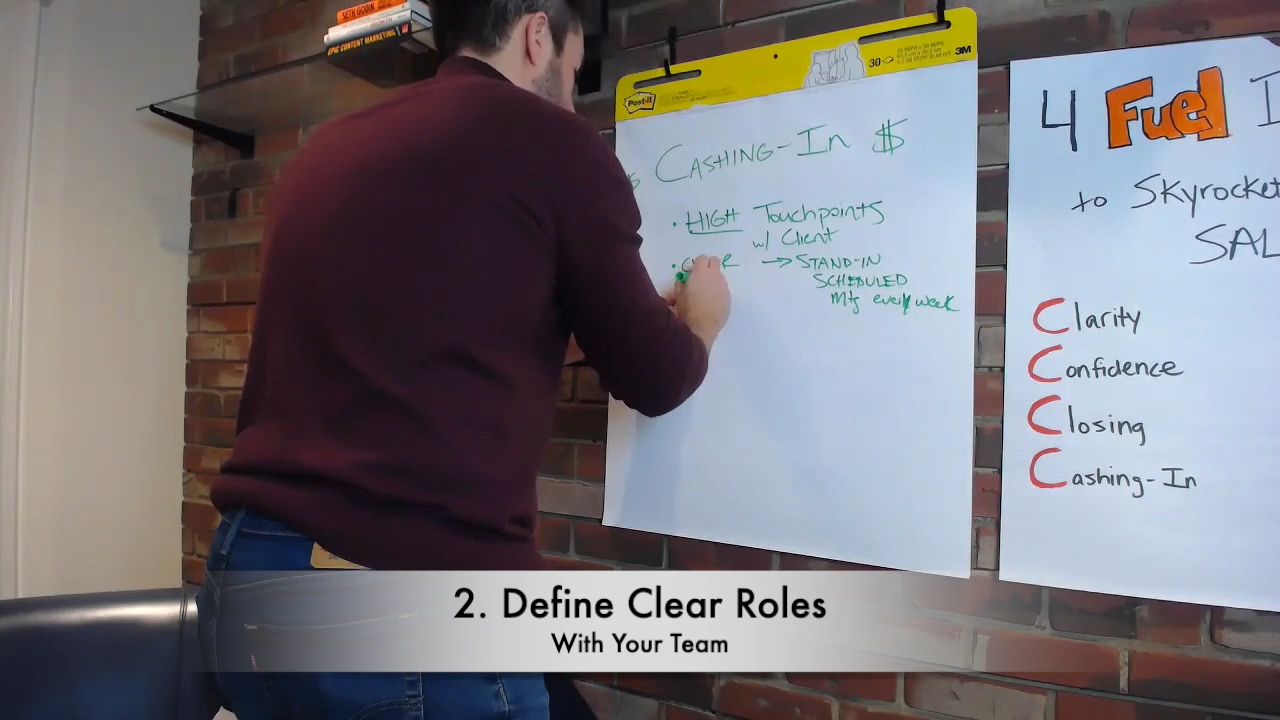 SETH GODIN
EPIC CONTENT MARKETING
Post-it
30
3M
CASHING-IN $
• HIGH Touchpoints
w/ Client
→ STAND-IN
SCHEDULED
Mtg every week
4 Fuel
to Skyrocket
SAL
Clarity
Confidence
Closing
Cashing-In
2. Define Clear Roles
With Your Team